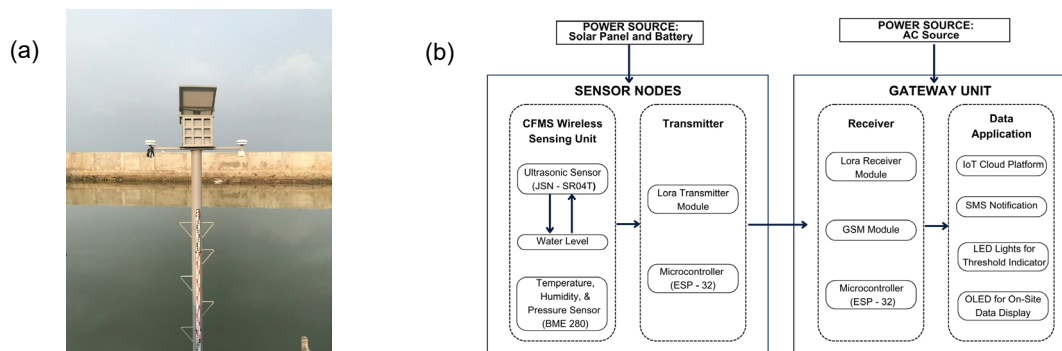 (a)
(b)
POWER SOURCE:
Solar Panel and Battery
POWER SOURCE:
AC Source
SENSOR NODES
CFMS Wireless
Sensing Unit
Ultrasonic Sensor
(JSN - SR04T)
Water Level
Temperature,
Humidity, &
Pressure Sensor
(BME 280)
Transmitter
Lora Transmitter
Module
Microcontroller
(ESP - 32)
GATEWAY UNIT
Receiver
Lora Receiver
Module
GSM Module
Microcontroller
(ESP - 32)
Data
Application
IoT Cloud Platform
SMS Notification
LED Lights for
Threshold Indicator
OLED for On-Site
Data Display